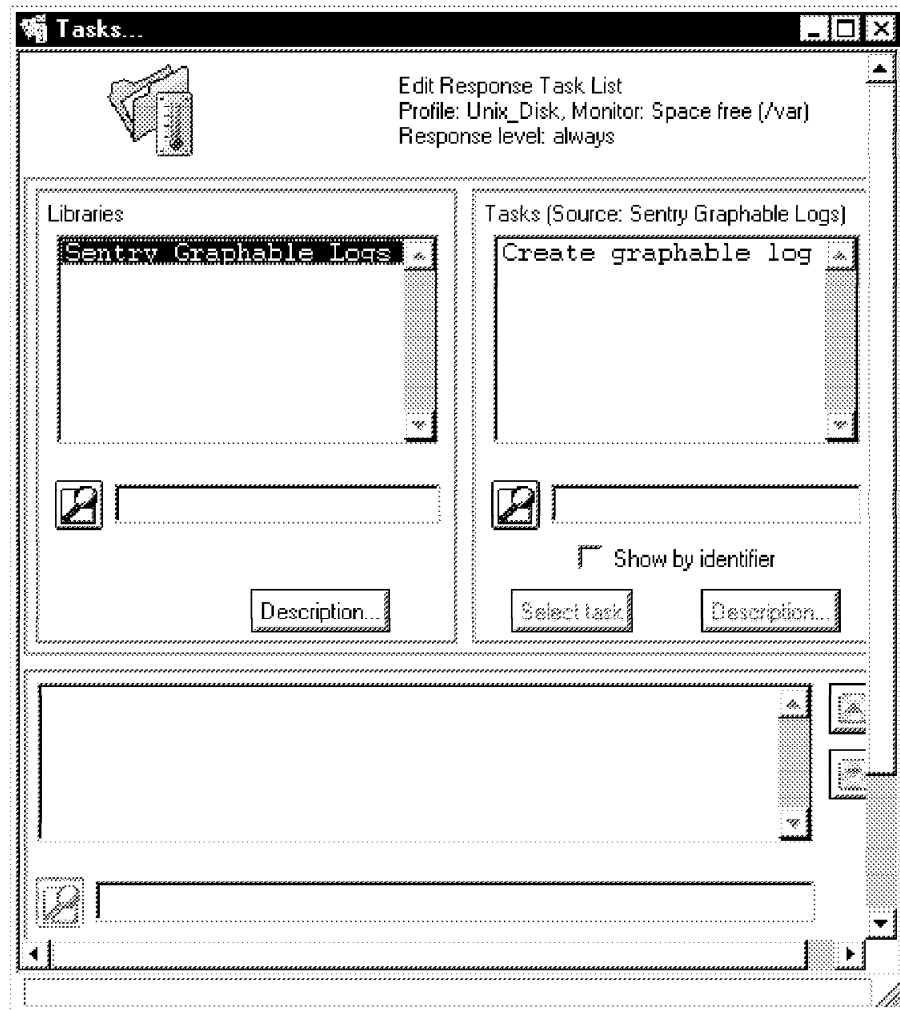 Tasks...
Edit Response Task List
Profile: Unix_Disk, Monitor: Space free (/var)
Response level: always
Libraries
Sentry Graphable Logs
Tasks (Source: Sentry Graphable Logs)
Create graphable log
Show by identifier
Description...
Select task
Description...